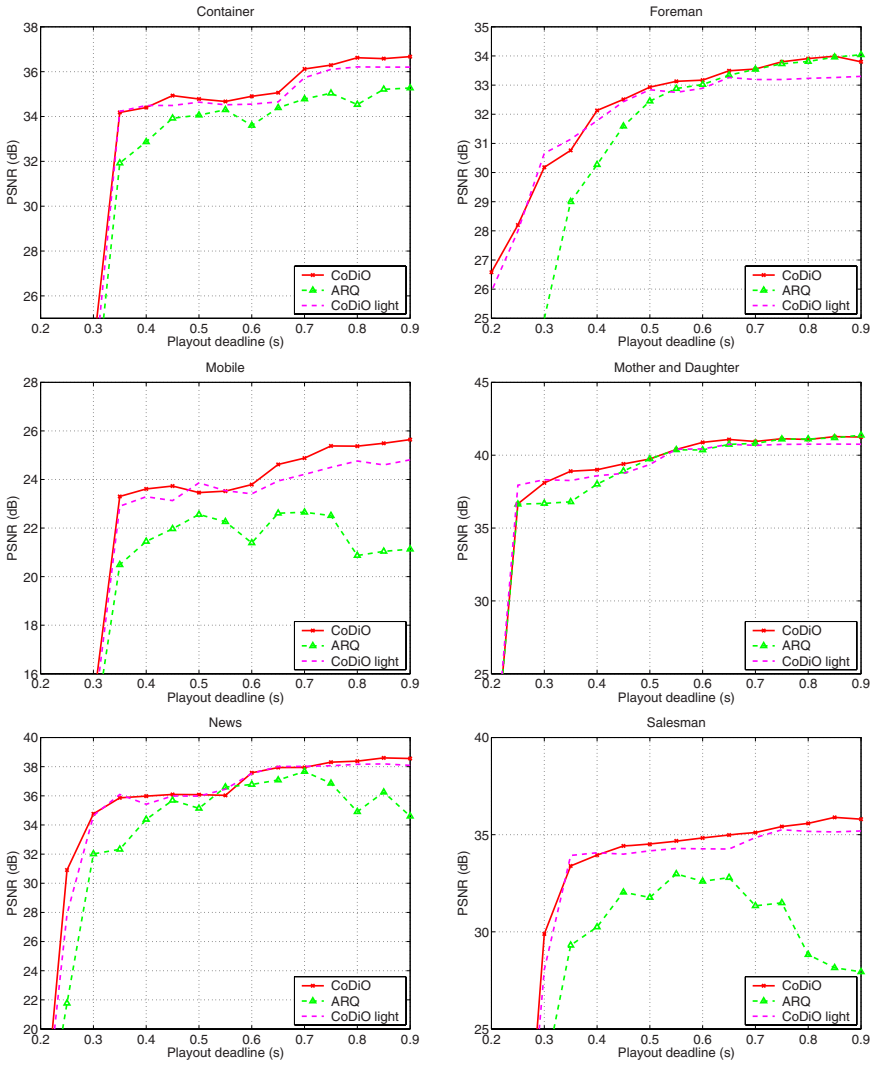 Container
PSNR (dB)
38
36
34
32
30
28
26
0.2 0.3 0.4 0.5 0.6 0.7 0.8 0.9
Playout deadline (s)
CoDiO
ARQ
CoDiO light
Foreman
PSNR (dB)
35
34
33
32
31
30
29
28
27
26
25
0.2 0.3 0.4 0.5 0.6 0.7 0.8 0.9
Playout deadline (s)
CoDiO
ARQ
CoDiO light
Mobile
PSNR (dB)
28
26
24
22
20
18
16
0.2 0.3 0.4 0.5 0.6 0.7 0.8 0.9
Playout deadline (s)
CoDiO
ARQ
CoDiO light
Mother and Daughter
PSNR (dB)
45
40
35
30
25
0.2 0.3 0.4 0.5 0.6 0.7 0.8 0.9
Playout deadline (s)
CoDiO
ARQ
CoDiO light
News
PSNR (dB)
40
38
36
34
32
30
28
26
24
22
20
0.2 0.3 0.4 0.5 0.6 0.7 0.8 0.9
Playout deadline (s)
CoDiO
ARQ
CoDiO light
Salesman
PSNR (dB)
40
35
30
25
0.2 0.3 0.4 0.5 0.6 0.7 0.8 0.9
Playout deadline (s)
CoDiO
ARQ
CoDiO light